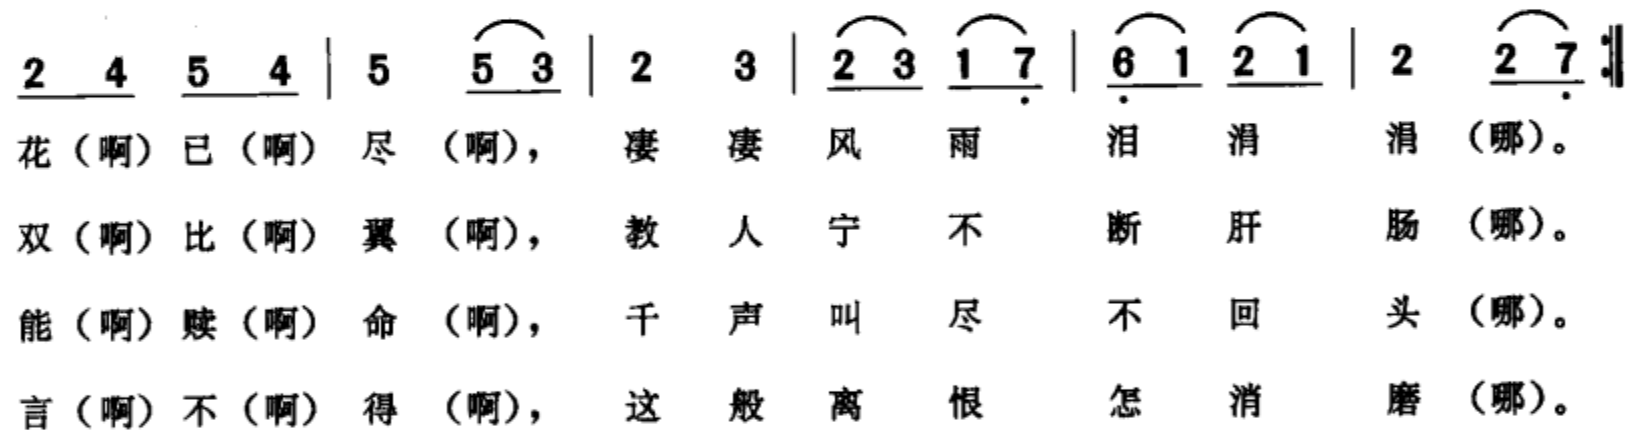 2 4 5 4 | 5 5 3 | 2 3 | 2 3 1 7 | 6 1 2 1 | 2 2 7 :‖
花（啊）已（啊）尽（啊），凄凄风雨泪涓涓（哪）。
双（啊）比（啊）翼（啊），教人宁不断肝肠（哪）。
能（啊）赎（啊）命（啊），千声叫尽不回头（哪）。
言（啊）不（啊）得（啊），这般离恨怎消磨（哪）。